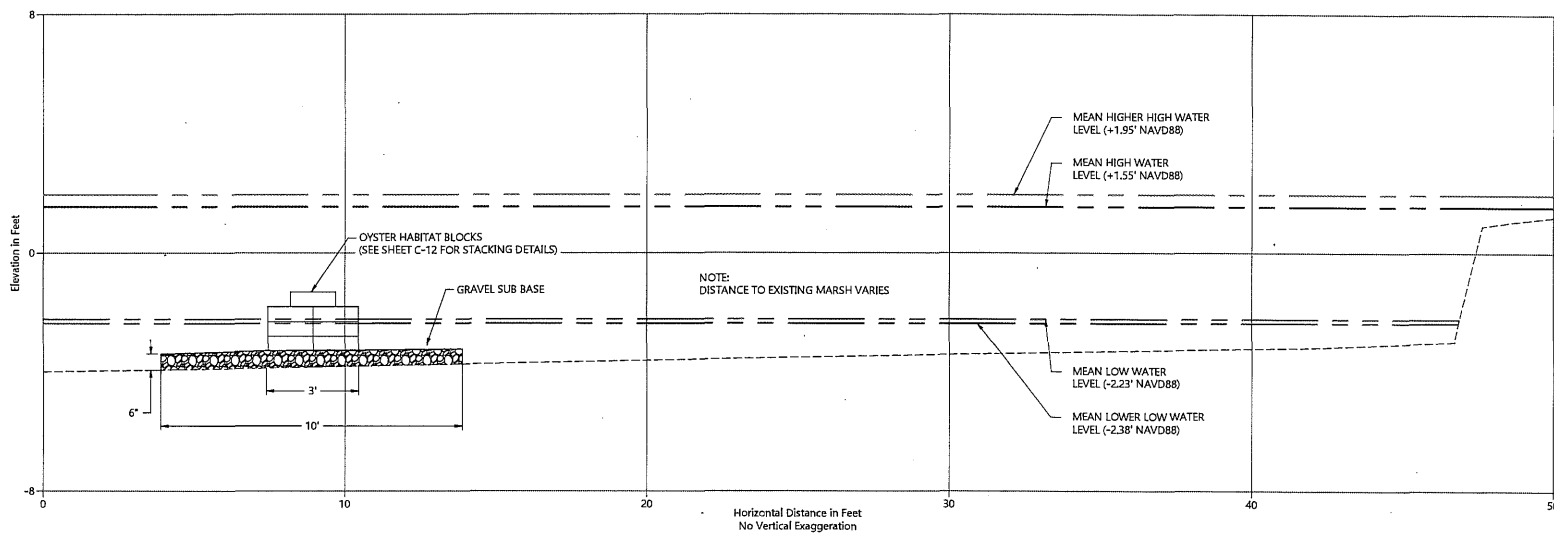 8
MEAN HIGHER HIGH WATER
LEVEL (+1.95' NAVD88)
MEAN HIGH WATER
LEVEL (+1.55' NAVD88)
OYSTER HABITAT BLOCKS
(SEE SHEET C-12 FOR STACKING DETAILS)
Elevation in Feet
0
NOTE:
DISTANCE TO EXISTING MARSH VARIES
GRAVEL SUB BASE
MEAN LOW WATER
LEVEL (-2.23' NAVD88)
3'
6"
10'
MEAN LOWER LOW WATER
LEVEL (-2.38' NAVD88)
-8
0
10
20
30
40
Horizontal Distance in Feet
No Vertical Exaggeration